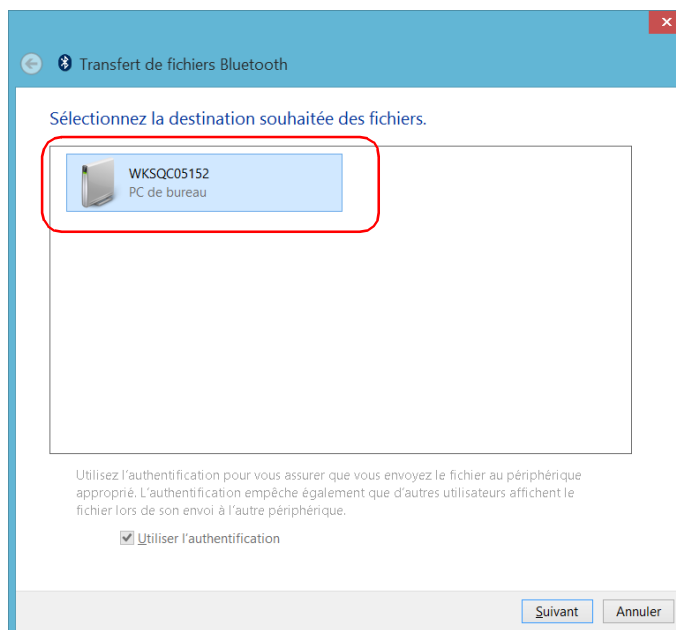 Transfert de fichiers Bluetooth
Sélectionnez la destination souhaitée des fichiers.
WKSQC05152
PC de bureau
Utilisez l'authentification pour vous assurer que vous envoyez le fichier au périphérique
approprié. L'authentification empêche également que d'autres utilisateurs affichent le
fichier lors de son envoi à l'autre périphérique.
Utiliser l'authentification
Suivant Annuler